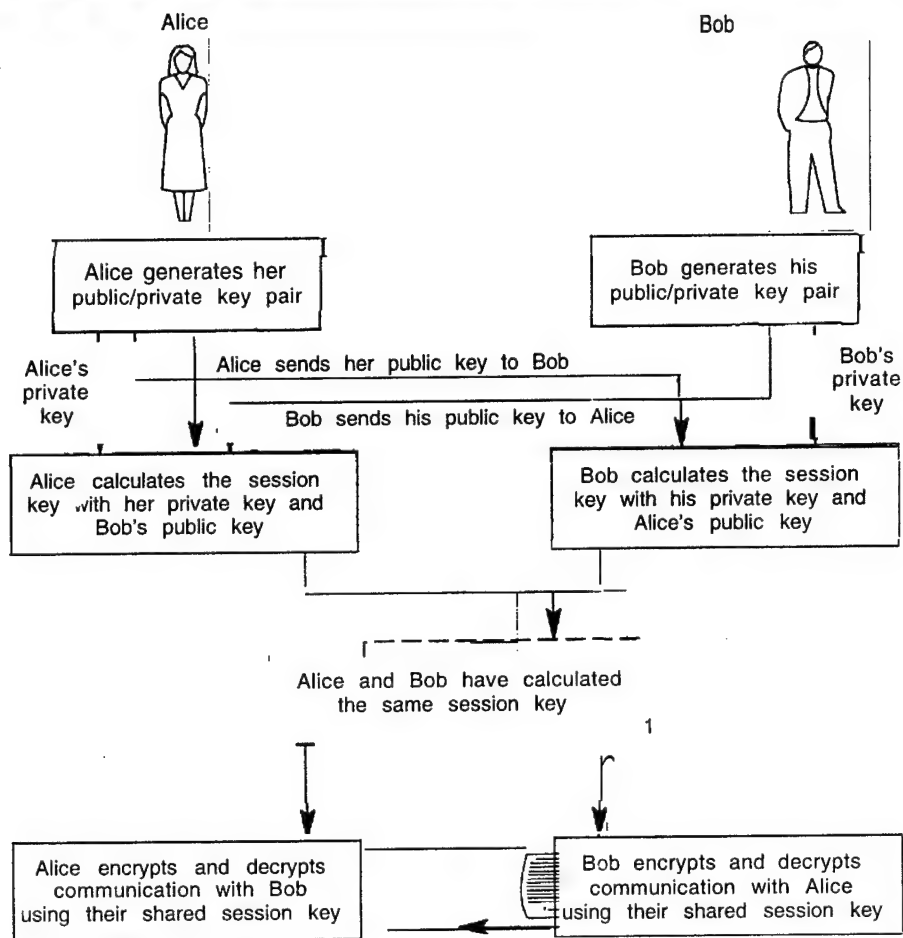 Alice
Bob
Alice generates her
public/private key pair
Bob generates his
public/private key pair
Alice's
private
key
Alice sends her public key to Bob
Bob sends his public key to Alice
Bob's
private
key
Alice calculates the session
key with her private key and
Bob's public key
Bob calculates the session
key with his private key and
Alice's public key
Alice and Bob have calculated
the same session key
1
Alice encrypts and decrypts
communication with Bob
using their shared session key
Bob encrypts and decrypts
communication with Alice
using their shared session key